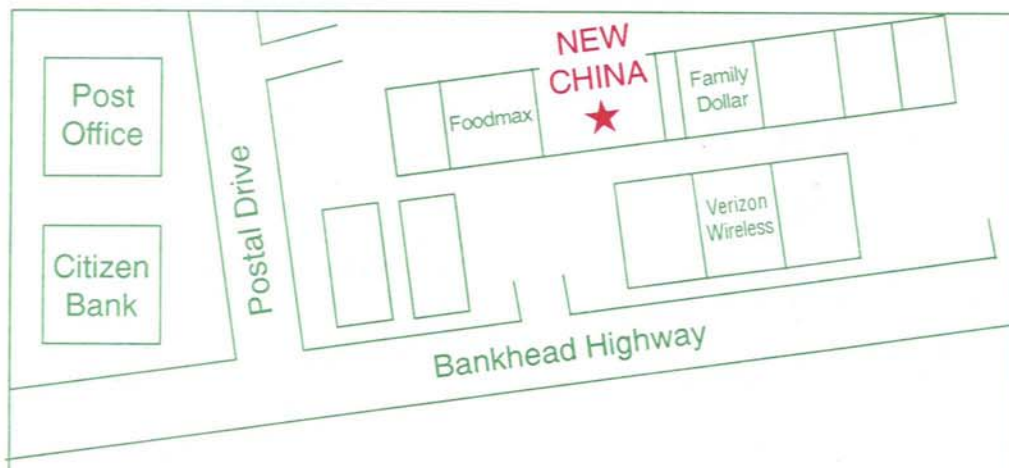 NEW
CHINA
Post
Office
Foodmax
Family
Dollar
Postal Drive
Verizon
Wireless
Citizen
Bank
Bankhead Highway